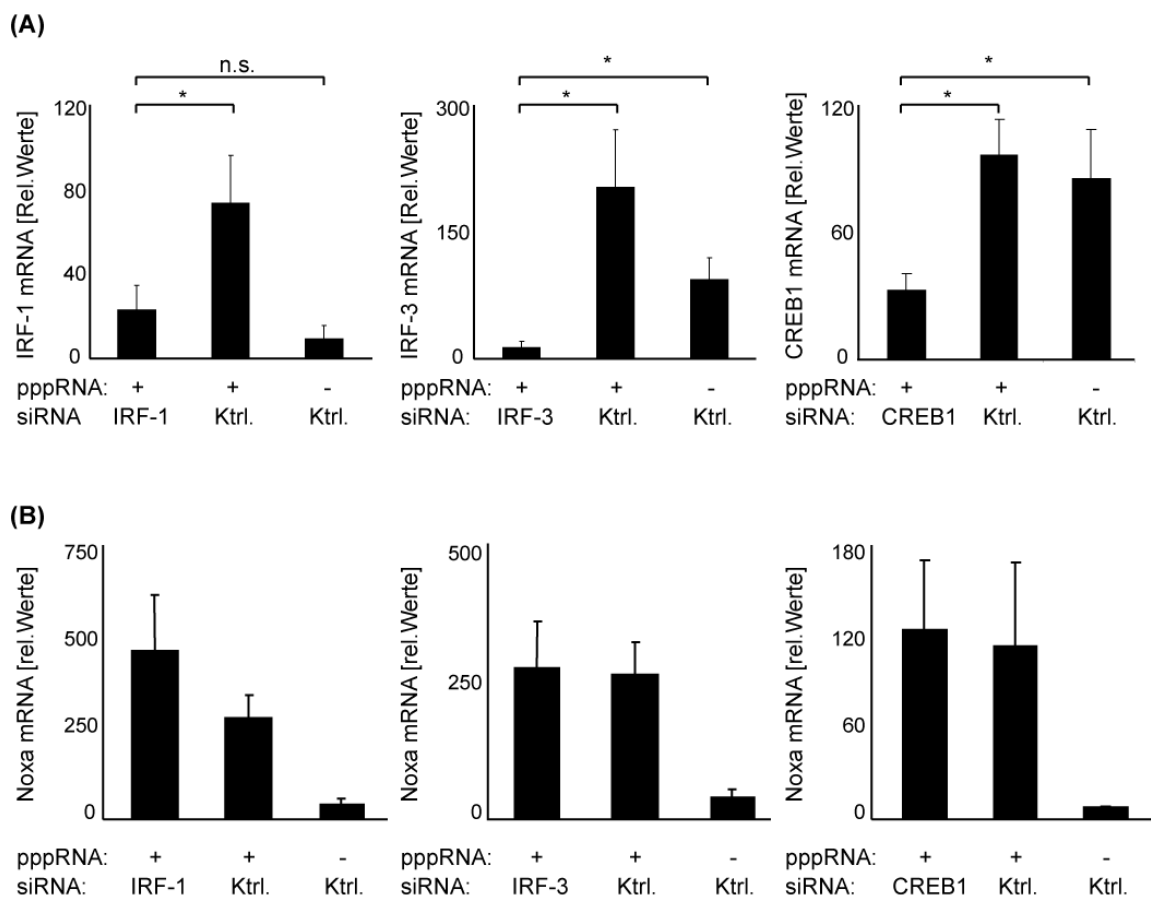 (A)
n.s.
*
IRF-1 mRNA [Rel.Werte]
120
80
40
0
pppRNA: + + -
siRNA IRF-1 Ktrl. Ktrl.
*
*
IRF-3 mRNA [Rel.Werte]
300
150
0
+ + -
siRNA: IRF-3 Ktrl. Ktrl.
*
*
CREB1 mRNA [Rel.Werte]
120
60
0
pppRNA: + + -
siRNA: CREB1 Ktrl. Ktrl.
(B)
Noxa mRNA [rel.Werte]
750
500
250
0
pppRNA: + + -
siRNA: IRF-1 Ktrl. Ktrl.
Noxa mRNA [rel.Werte]
500
250
0
pppRNA: + + -
siRNA: IRF-3 Ktrl. Ktrl.
Noxa mRNA [rel.Werte]
180
120
60
0
pppRNA: + + -
siRNA: CREB1 Ktrl. Ktrl.